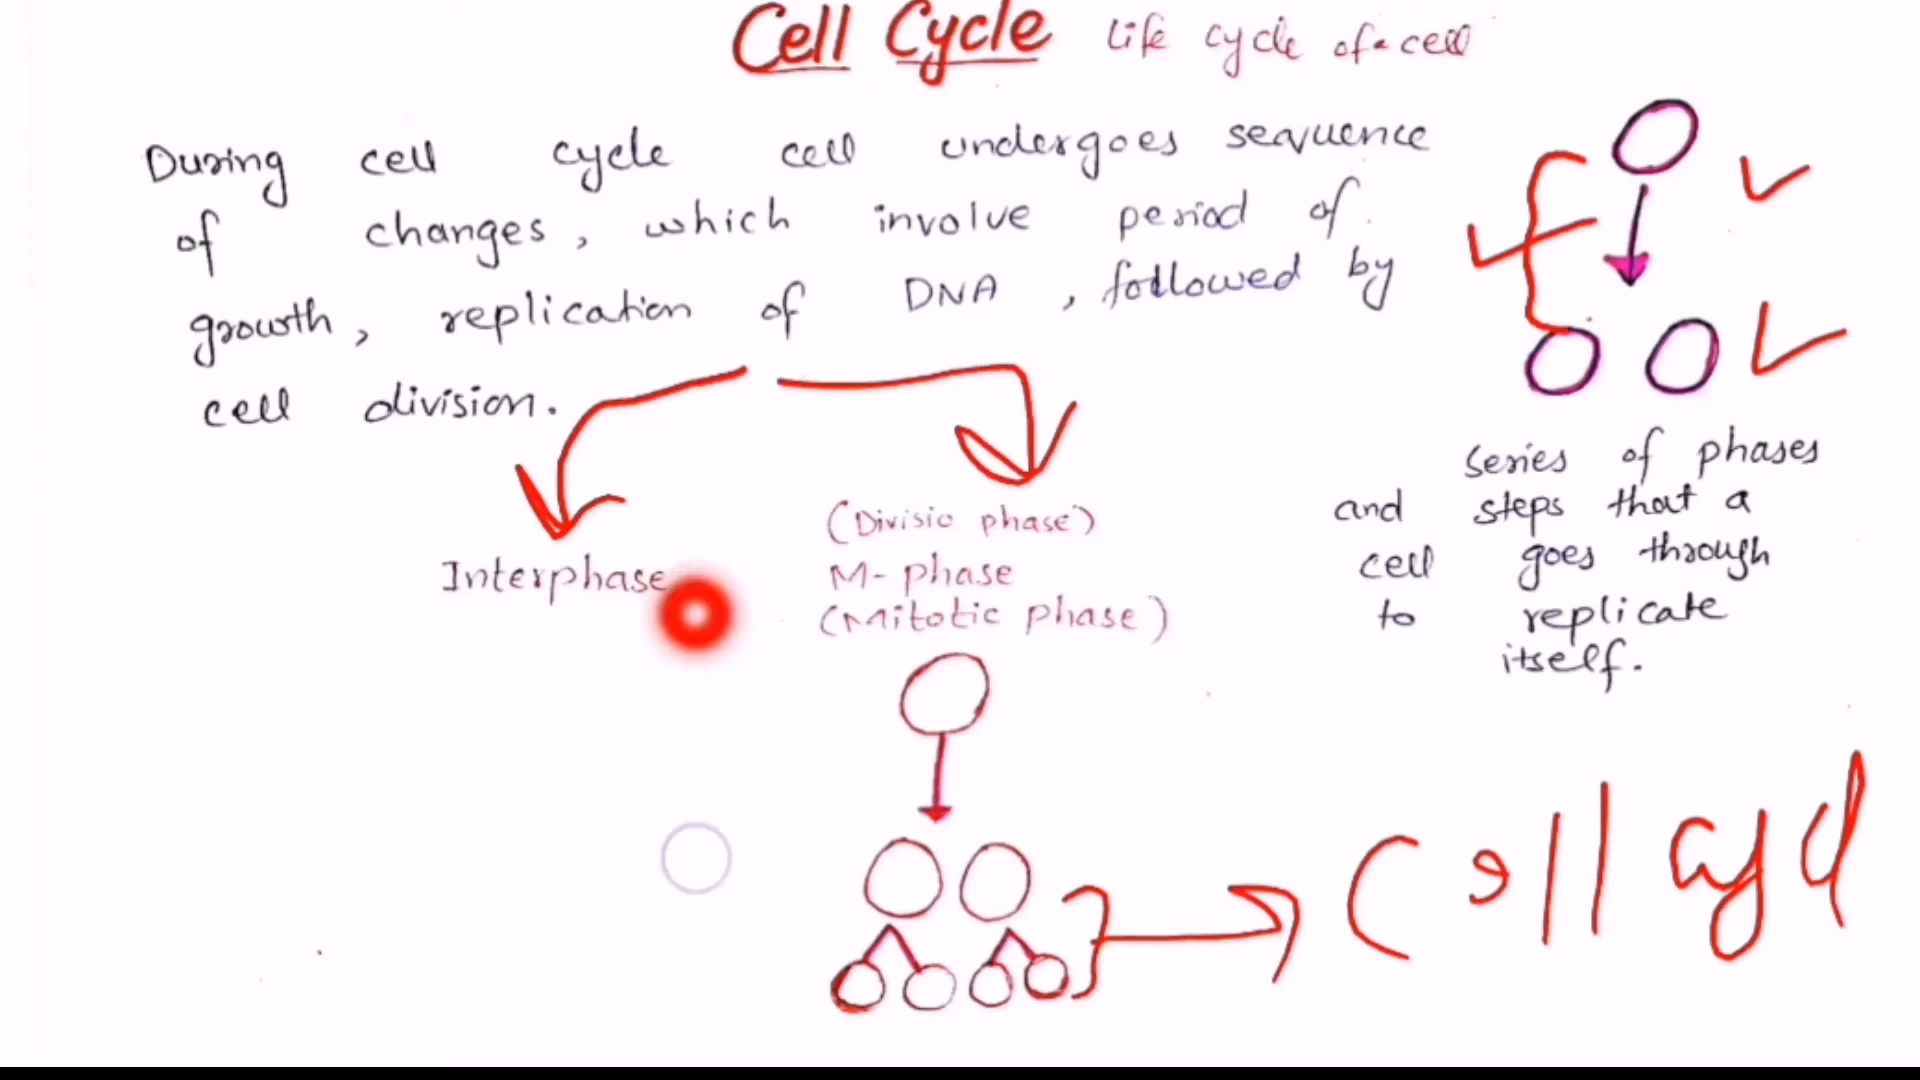 Cell Cycle Life cycle of a cell
During cell cycle cell undergoes sequence
of changes, which involve period of
growth, replication of DNA, followed by
cell division.
Series of phases
and steps that a
cell goes through
to replicate
itself.
Interphase
(Divisio phase)
M-phase
(Mitotic phase)
Cell cycl